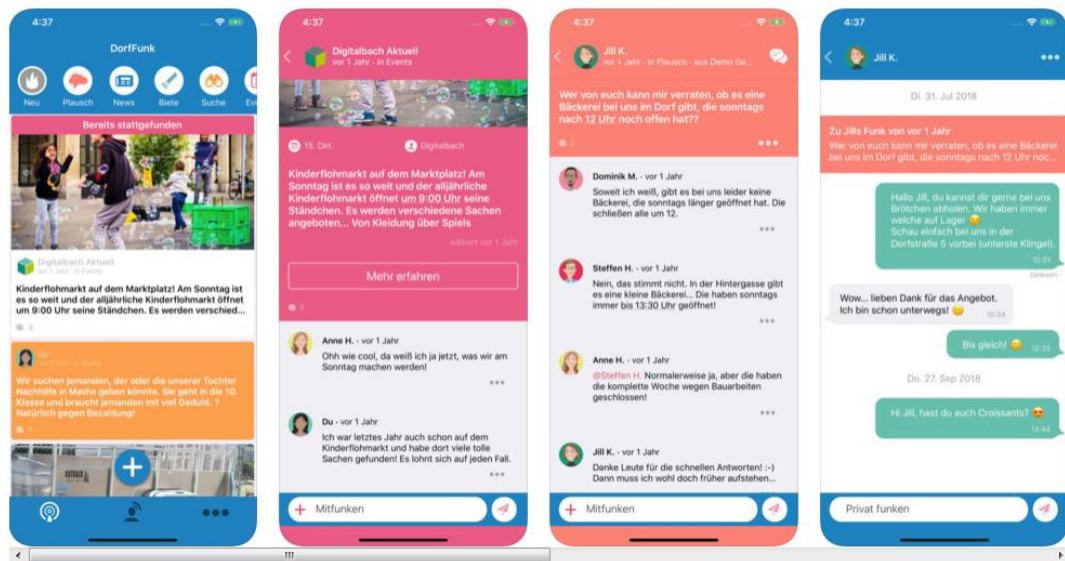 4:37
DorfFunk
Neu Plausch News Biete Suche
Bereits stattgefunden
Digitalbach Aktuell
vor 1 Jahr · in Events
Kinderflohmarkt auf dem Marktplatz! Am Sonntag ist
es so weit und der alljährliche Kinderflohmarkt öffnet
um 9:00 Uhr seine Ständchen. Es werden verschied...
3
Du
Wir suchen jemanden, der oder die unserer Tochter
Nachhilfe in Mathe geben könnte. Sie geht in die 10.
Klasse und braucht jemanden mit viel Geduld. ?
Natürlich gegen Bezahlung!
1
4:37
Digitalbach Aktuell
vor 1 Jahr · in Events
15. Okt. Digitalbach
Kinderflohmarkt auf dem Marktplatz! Am
Sonntag ist es so weit und der alljährliche
Kinderflohmarkt öffnet um 9:00 Uhr seine
Ständchen. Es werden verschiedene Sachen
angeboten... Von Kleidung über Spiels
editiert vor 1 Jahr
Mehr erfahren
3
Anne H. · vor 1 Jahr
Ohh wie cool, da weiß ich ja jetzt, was wir am
Sonntag machen werden!
Du · vor 1 Jahr
Ich war letztes Jahr auch schon auf dem
Kinderflohmarkt und habe dort viele tolle
Sachen gefunden! Es lohnt sich auf jeden Fall.
Mitfunken
4:37
Jill K.
vor 1 Jahr · in Plausch · aus Demo Ge...
Wer von euch kann mir verraten, ob es eine
Bäckerei bei uns im Dorf gibt, die sonntags
nach 12 Uhr noch offen hat??
Dominik M. · vor 1 Jahr
Soweit ich weiß, gibt es bei uns leider keine
Bäckerei, die sonntags länger geöffnet hat. Die
schließen alle um 12.
Steffen H. · vor 1 Jahr
Nein, das stimmt nicht. In der Hintergasse gibt
es eine kleine Bäckerei... Die haben sonntags
immer bis 13:30 Uhr geöffnet!
Anne H. · vor 1 Jahr
@Steffen H. Normalerweise ja, aber die haben
die komplette Woche wegen Bauarbeiten
geschlossen!
Jill K. · vor 1 Jahr
Danke Leute für die schnellen Antworten! :-)
Dann muss ich wohl doch früher aufstehen...
Mitfunken
4:37
Jill K.
Di. 31. Jul 2018
Zu Jills Funk von vor 1 Jahr
Wer von euch kann mir verraten, ob es eine Bäckerei
bei uns im Dorf gibt, die sonntags nach 12 Uhr noc...
Hallo Jill, du kannst dir gerne bei uns
Brötchen abholen. Wir haben immer
welche auf Lager 😉
Schau einfach bei uns in der
Dorfstraße 5 vorbei (unterste Klingel).
10:31
Gelesen
Wow... lieben Dank für das Angebot.
Ich bin schon unterwegs! 😊
10:34
Bis gleich! 😊 10:35
Do. 27. Sep 2018
Hi Jill, hast du auch Croissants? 😍
14:44
Privat funken